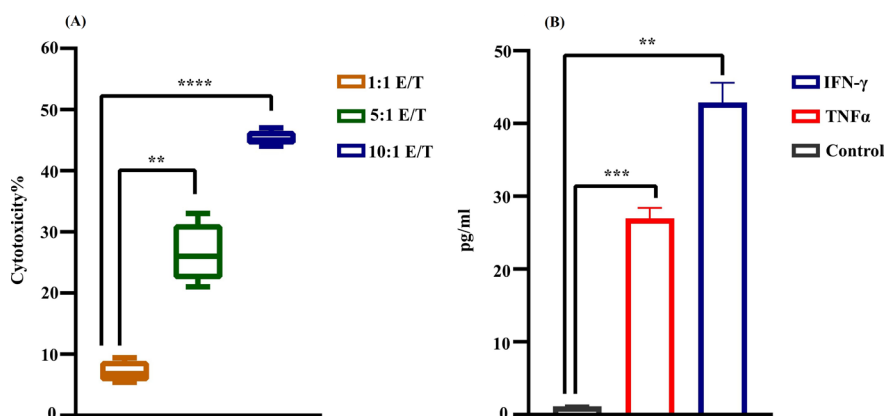 (A)
60
50
40
30
20
10
0
Cytotoxicity%
****
**
1:1 E/T
5:1 E/T
10:1 E/T
(B)
50
40
30
20
10
0
pg/ml
**
***
IFN-γ
TNFα
Control